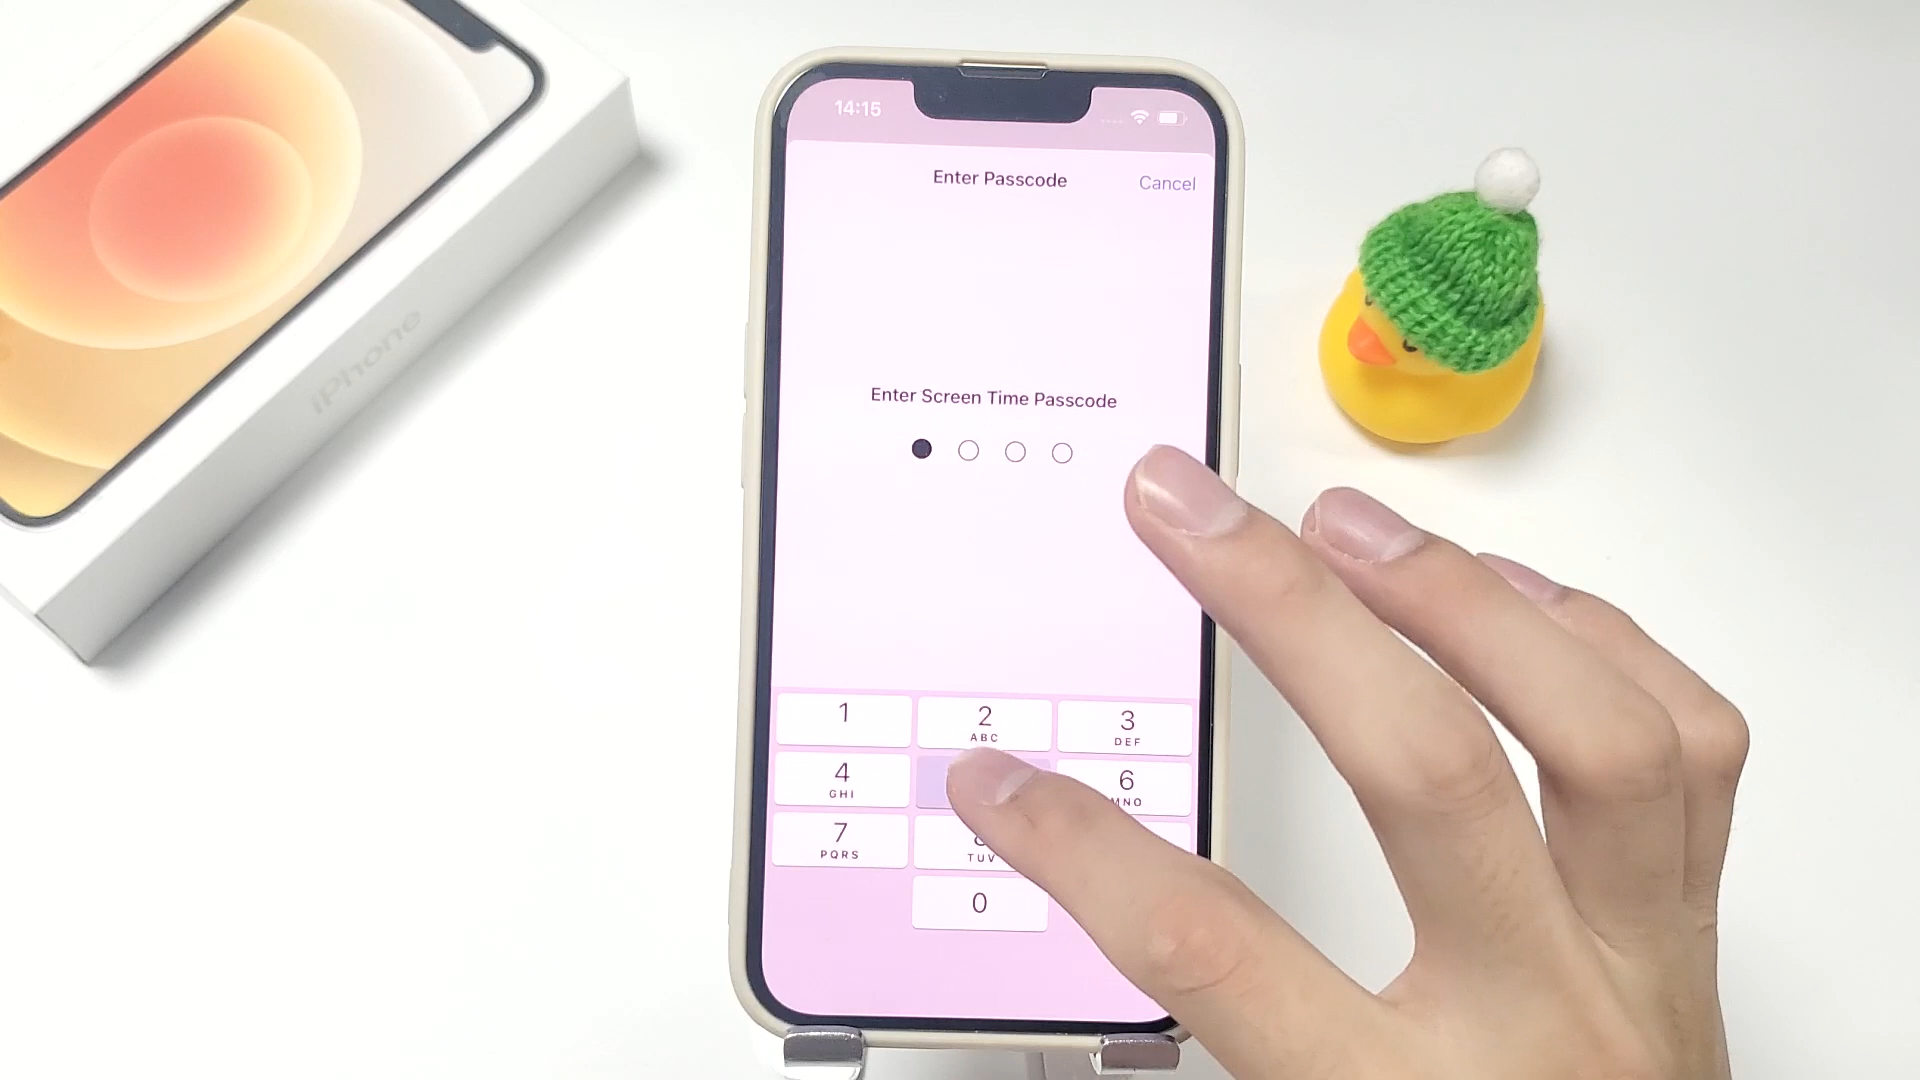 iPhone
14:15
Enter Passcode
Cancel
Enter Screen Time Passcode
1
2
ABC
3
DEF
4
GHI
6
MNO
7
PQRS
8
TUV
0